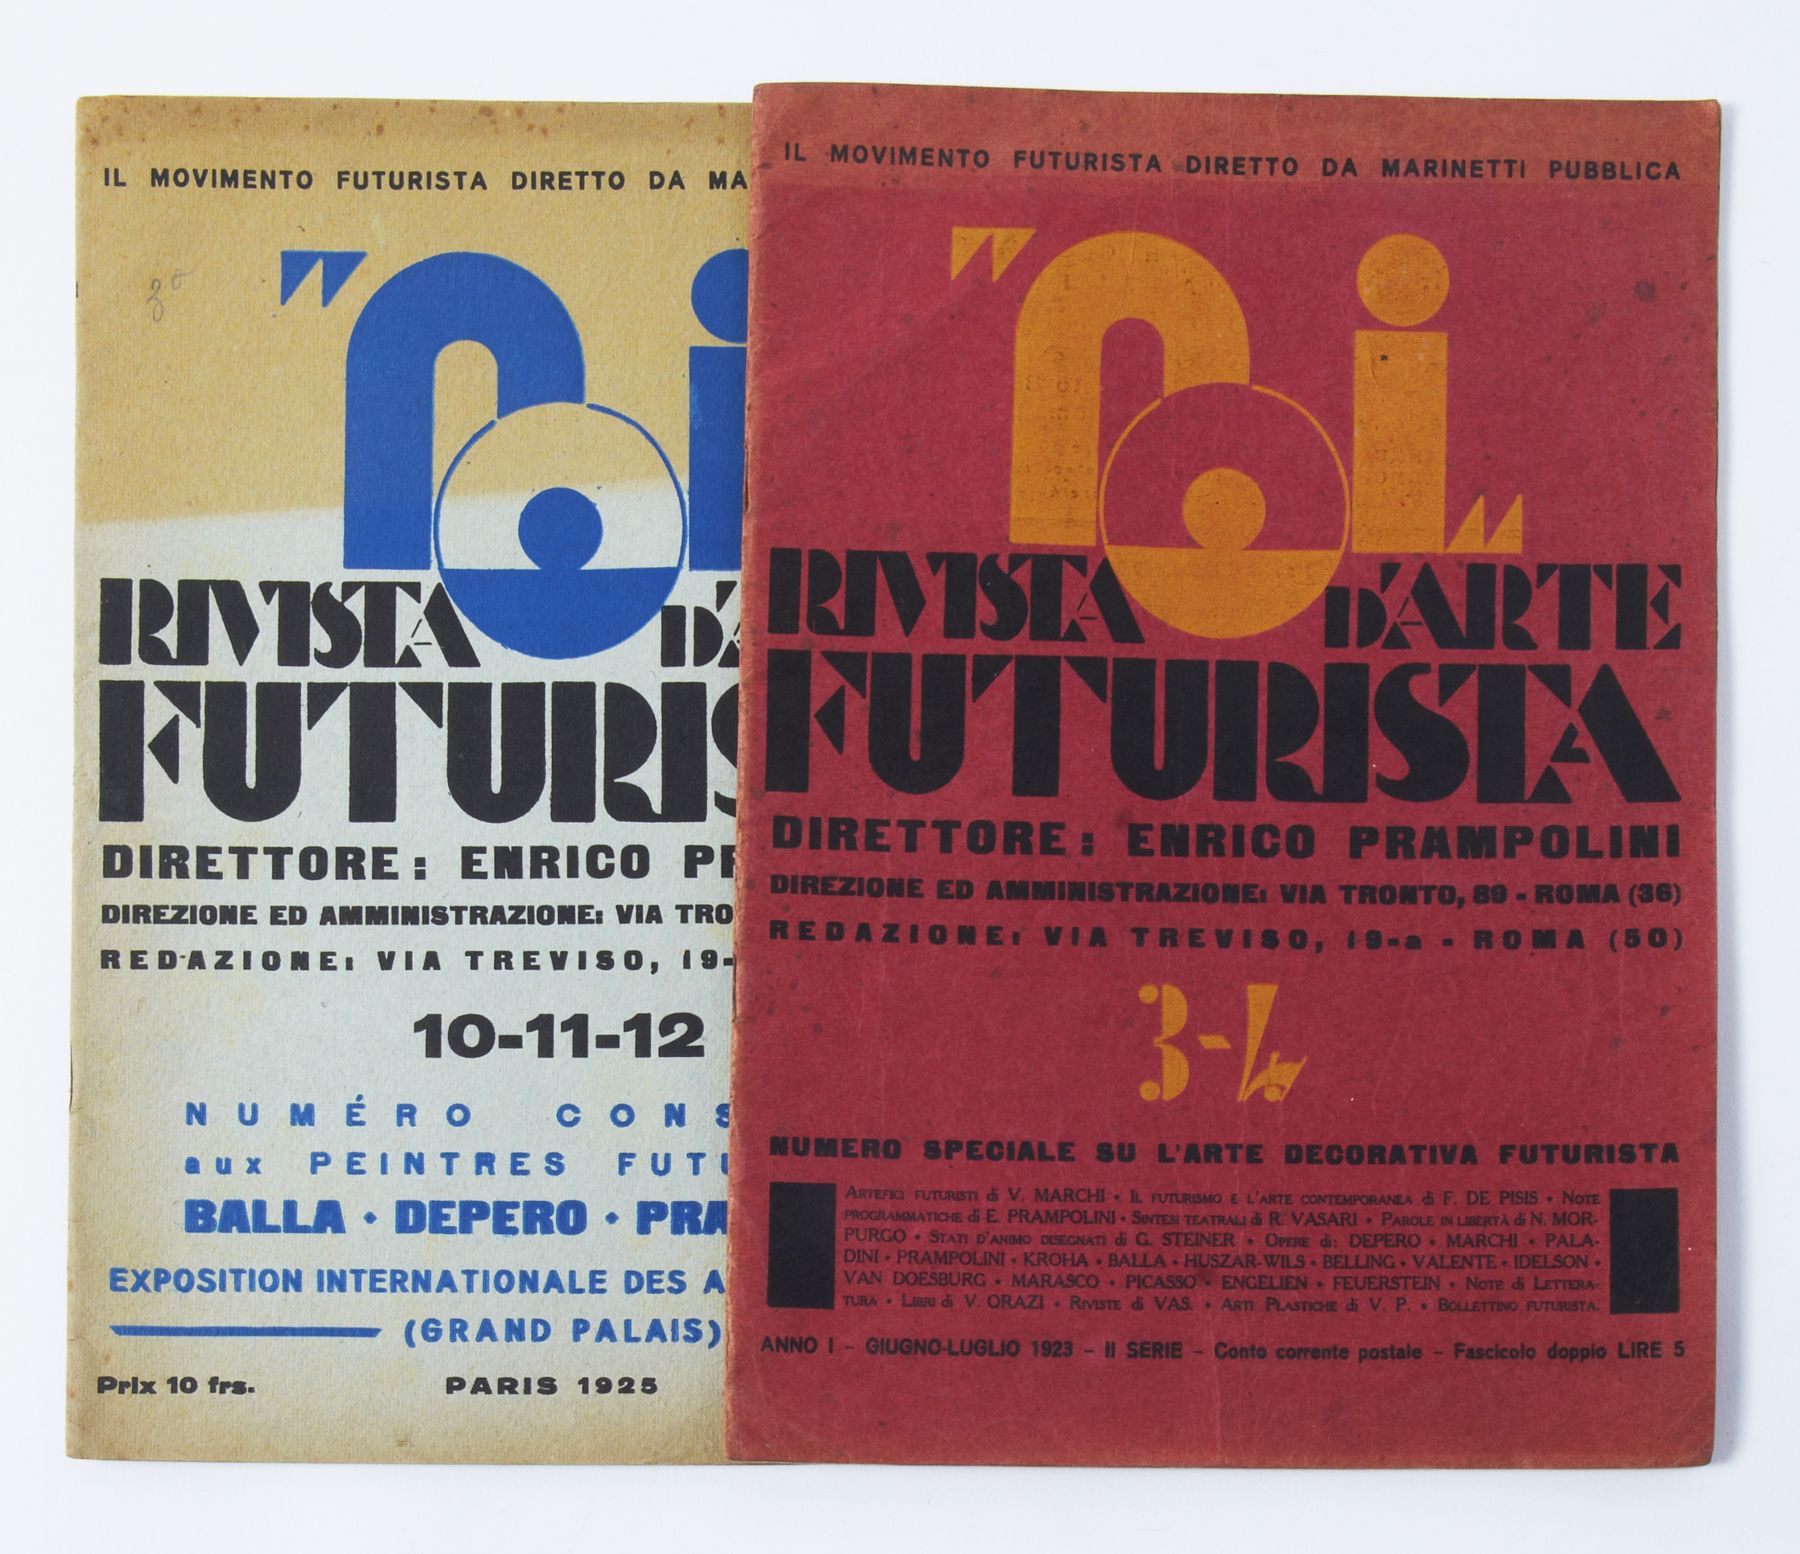 IL MOVIMENTO FUTURISTA DIRETTO DA MA
"noi
RIVISTA D'A
FUTURIS
DIRETTORE: ENRICO PR
DIREZIONE ED AMMINISTRAZIONE: VIA TRO
REDAZIONE: VIA TREVISO, 19-
10-11-12
NUMÉRO CONS
aux PEINTRES FUTU
BALLA • DEPERO • PRA
EXPOSITION INTERNATIONALE DES A
(GRAND PALAIS)
Prix 10 frs. PARIS 1925
IL MOVIMENTO FUTURISTA DIRETTO DA MARINETTI PUBBLICA
"noi"
RIVISTA D'ARTE
FUTURISTA
DIRETTORE: ENRICO PRAMPOLINI
DIREZIONE ED AMMINISTRAZIONE: VIA TRONTO, 89 - ROMA (36)
REDAZIONE: VIA TREVISO, 19-a - ROMA (50)
3-4
NUMERO SPECIALE SU L'ARTE DECORATIVA FUTURISTA
ARTEFICI FUTURISTI di V. MARCHI • IL FUTURISMO E L'ARTE CONTEMPORANEA di F. DE PISIS • NOTE
PROGRAMMATICHE di E. PRAMPOLINI • SINTESI TEATRALI di R. VASARI • PAROLE IN LIBERTÀ di N. MOR-
PURGO • STATI D'ANIMO DISEGNATI di G. STEINER • OPERE di: DEPERO • MARCHI • PALA-
DINI • PRAMPOLINI • KROHA • BALLA • HUSZAR-WILS • BELLING • VALENTE • IDELSON •
VAN DOESBURG • MARASCO • PICASSO • ENGELIEN • FEUERSTEIN • NOTE di LETTERA-
TURA • LIBRI di V. ORAZI • RIVISTE di VAS. • ARTI PLASTICHE di V. P. • BOLLETTINO FUTURISTA.
ANNO I - GIUGNO-LUGLIO 1923 - II SERIE - Conto corrente postale - Fascicolo doppio LIRE 5